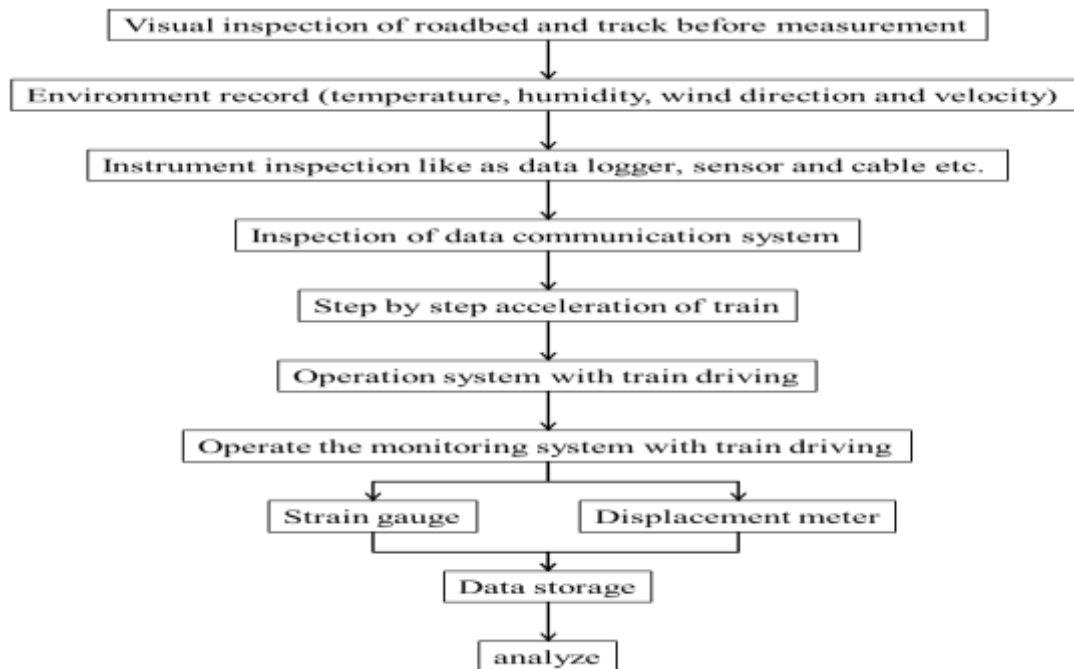 Visual inspection of roadbed and track before measurement
Environment record (temperature, humidity, wind direction and velocity)
Instrument inspection like as data logger, sensor and cable etc.
Inspection of data communication system
Step by step acceleration of train
Operation system with train driving
Operate the monitoring system with train driving
Strain gauge
Displacement meter
Data storage
analyze